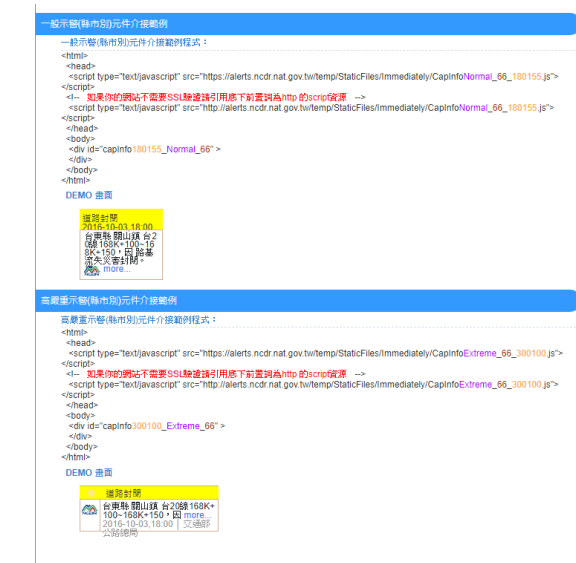 一般示警(縣市別)元件介接範例
一般示警(縣市別)元件介接範例程式：
<html>
<head>
<script type="text/javascript" src="https://alerts.ncdr.nat.gov.tw/temp/StaticFiles/Immediately/CapInfoNormal_66_180155.js">
</script>
<!-- 如果你的網站不需要SSL驗證請引用底下前置詞為http 的script資源 -->
<script type="text/javascript" src="http://alerts.ncdr.nat.gov.tw/temp/StaticFiles/Immediately/CapInfoNormal_66_180155.js">
</script>
</head>
<body>
<div id="capInfo180155_Normal_66" >
</div>
</body>
</html>
DEMO 畫面
道路封閉
2016-10-03,18:00
台東縣 關山鎮 台2
0線 168K+100~16
8K+150，因 路基
流失災害封閉。
more...
高嚴重示警(縣市別)元件介接範例
高嚴重示警(縣市別)元件介接範例程式：
<html>
<head>
<script type="text/javascript" src="https://alerts.ncdr.nat.gov.tw/temp/StaticFiles/Immediately/CapInfoExtreme_66_300100.js">
</script>
<!-- 如果你的網站不需要SSL驗證請引用底下前置詞為http 的script資源 -->
<script type="text/javascript" src="http://alerts.ncdr.nat.gov.tw/temp/StaticFiles/Immediately/CapInfoExtreme_66_300100.js">
</script>
</head>
<body>
<div id="capInfo300100_Extreme_66" >
</div>
</body>
</html>
DEMO 畫面
道路封閉
台東縣 關山鎮 台20線 168K+
100~168K+150，因 more...
2016-10-03,18:00 | 交通部
公路總局